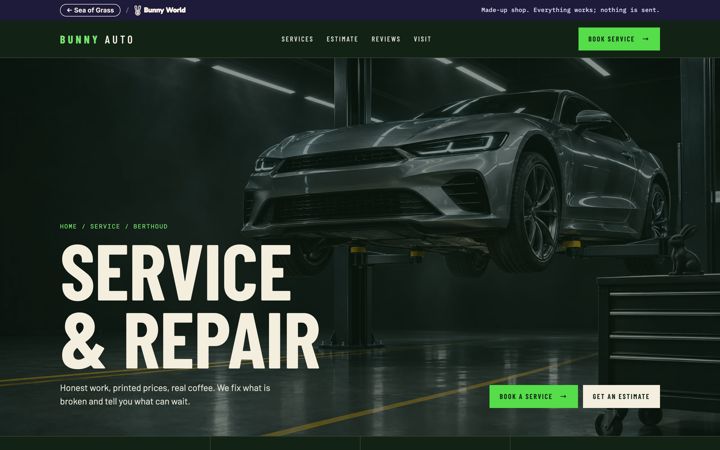 ← Sea of Grass / Bunny World
Made-up shop. Everything works; nothing is sent.
BUNNY AUTO
SERVICES ESTIMATE REVIEWS VISIT
BOOK SERVICE →
HOME / SERVICE / BERTHOUD
SERVICE
& REPAIR
Honest work, printed prices, real coffee. We fix what is
broken and tell you what can wait.
BOOK A SERVICE →
GET AN ESTIMATE